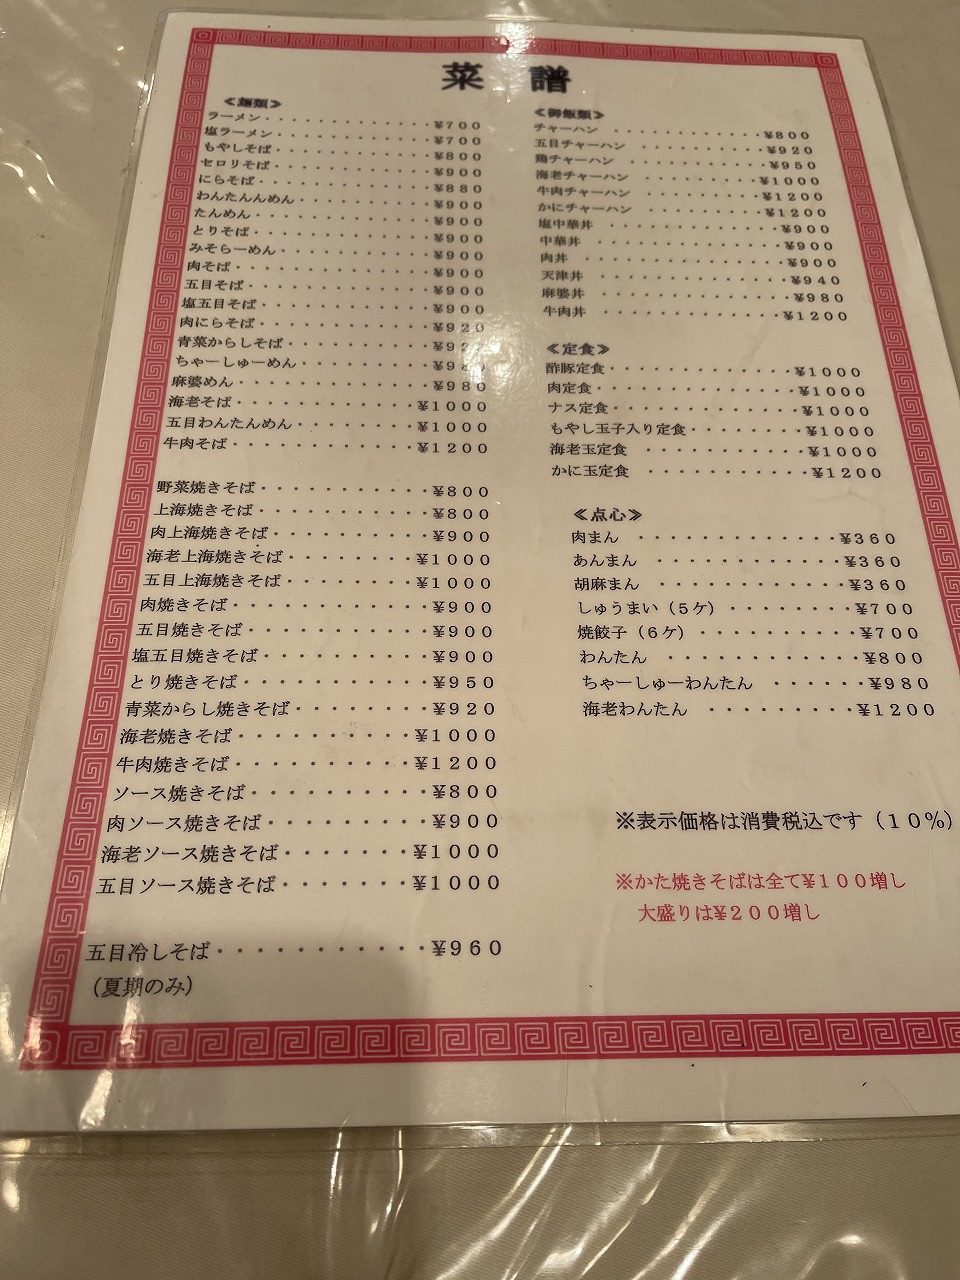 菜 譜
≪麺類≫
ラーメン・・・・・・・・・・・・・¥700
塩ラーメン・・・・・・・・・・・・¥700
もやしそば・・・・・・・・・・・・¥800
セロリそば・・・・・・・・・・・・¥900
にらそば・・・・・・・・・・・・・¥880
わんたんんめん・・・・・・・・・・¥900
たんめん・・・・・・・・・・・・・¥900
とりそば・・・・・・・・・・・・・¥900
みそらーめん・・・・・・・・・・・¥900
肉そば・・・・・・・・・・・・・・¥900
五目そば・・・・・・・・・・・・・¥900
塩五目そば・・・・・・・・・・・・¥900
肉にらそば・・・・・・・・・・・・¥920
青菜からしそば・・・・・・・・・・¥920
ちゃーしゅーめん・・・・・・・・・¥980
麻婆めん・・・・・・・・・・・・・¥980
海老そば・・・・・・・・・・・・¥1000
五目わんたんめん・・・・・・・・¥1000
牛肉そば・・・・・・・・・・・・¥1200
野菜焼きそば・・・・・・・・・・・¥800
上海焼きそば・・・・・・・・・・・¥800
肉上海焼きそば・・・・・・・・・・¥900
海老上海焼きそば・・・・・・・・¥1000
五目上海焼きそば・・・・・・・・¥1000
肉焼きそば・・・・・・・・・・・・¥900
五目焼きそば・・・・・・・・・・・¥900
塩五目焼きそば・・・・・・・・・・¥900
とり焼きそば・・・・・・・・・・・¥950
青菜からし焼きそば・・・・・・・・¥920
海老焼きそば・・・・・・・・・・¥1000
牛肉焼きそば・・・・・・・・・・¥1200
ソース焼きそば・・・・・・・・・・¥800
肉ソース焼きそば・・・・・・・・・¥900
海老ソース焼きそば・・・・・・・¥1000
五目ソース焼きそば・・・・・・・¥1000
五目冷しそば・・・・・・・・・・・¥960
（夏期のみ）
≪御飯類≫
チャーハン ・・・・・・・・・・・・¥800
五目チャーハン ・・・・・・・・・・¥920
鶏チャーハン ・・・・・・・・・・・¥950
海老チャーハン ・・・・・・・・・¥1000
牛肉チャーハン ・・・・・・・・・¥1200
かにチャーハン ・・・・・・・・・¥1200
塩中華丼 ・・・・・・・・・・・・・¥900
中華丼 ・・・・・・・・・・・・・・¥900
肉丼 ・・・・・・・・・・・・・・・¥900
天津丼 ・・・・・・・・・・・・・・¥940
麻婆丼 ・・・・・・・・・・・・・・¥980
牛肉丼 ・・・・・・・・・・・・・¥1200
≪定食≫
酢豚定食・・・・・・・・・・・・¥1000
肉定食・・・・・・・・・・・・・¥1000
ナス定食・・・・・・・・・・・・¥1000
もやし玉子入り定食・・・・・・・¥1000
海老玉定食 ・・・・・・・・・・・¥1000
かに玉定食 ・・・・・・・・・・・¥1200
≪点心≫
肉まん ・・・・・・・・・・・・・¥360
あんまん ・・・・・・・・・・・・¥360
胡麻まん ・・・・・・・・・・・・¥360
しゅうまい（5ケ）・・・・・・・・¥700
焼餃子（6ケ）・・・・・・・・・・¥700
わんたん ・・・・・・・・・・・・¥800
ちゃーしゅーわんたん ・・・・・・¥980
海老わんたん ・・・・・・・・・¥1200
※表示価格は消費税込です（10％）
※かた焼きそばは全て¥100増し
大盛りは¥200増し